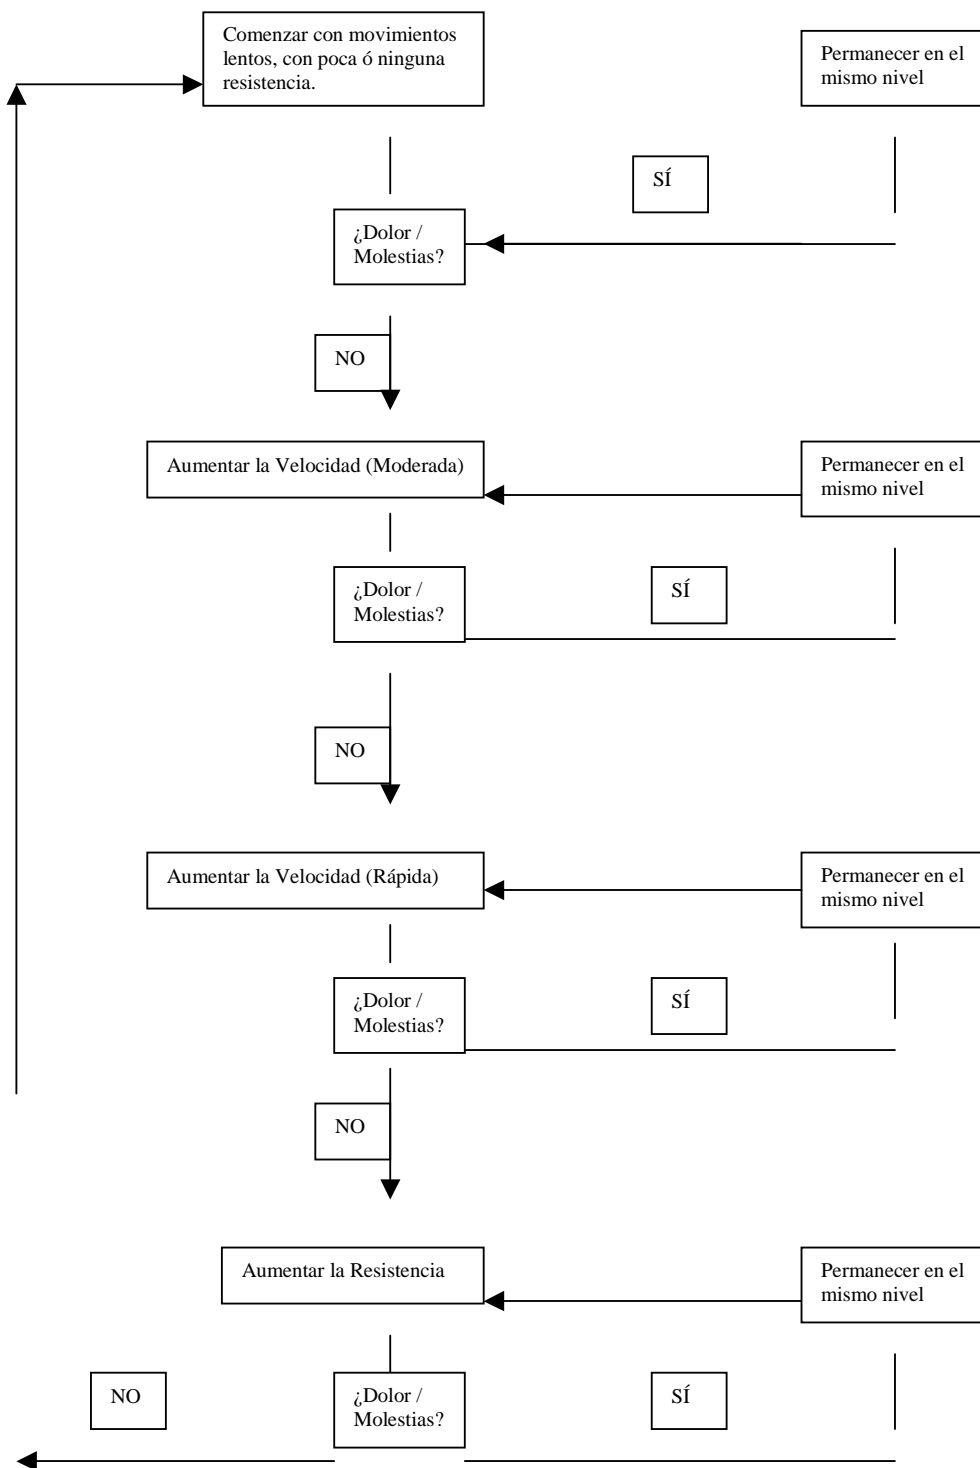 Comenzar con movimientos
lentos, con poca ó ninguna
resistencia.
Permanecer en el
mismo nivel
SÍ
¿Dolor /
Molestias?
NO
Aumentar la Velocidad (Moderada)
Permanecer en el
mismo nivel
¿Dolor /
Molestias?
SÍ
NO
Aumentar la Velocidad (Rápida)
Permanecer en el
mismo nivel
¿Dolor /
Molestias?
SÍ
NO
Aumentar la Resistencia
Permanecer en el
mismo nivel
NO
¿Dolor /
Molestias?
SÍ